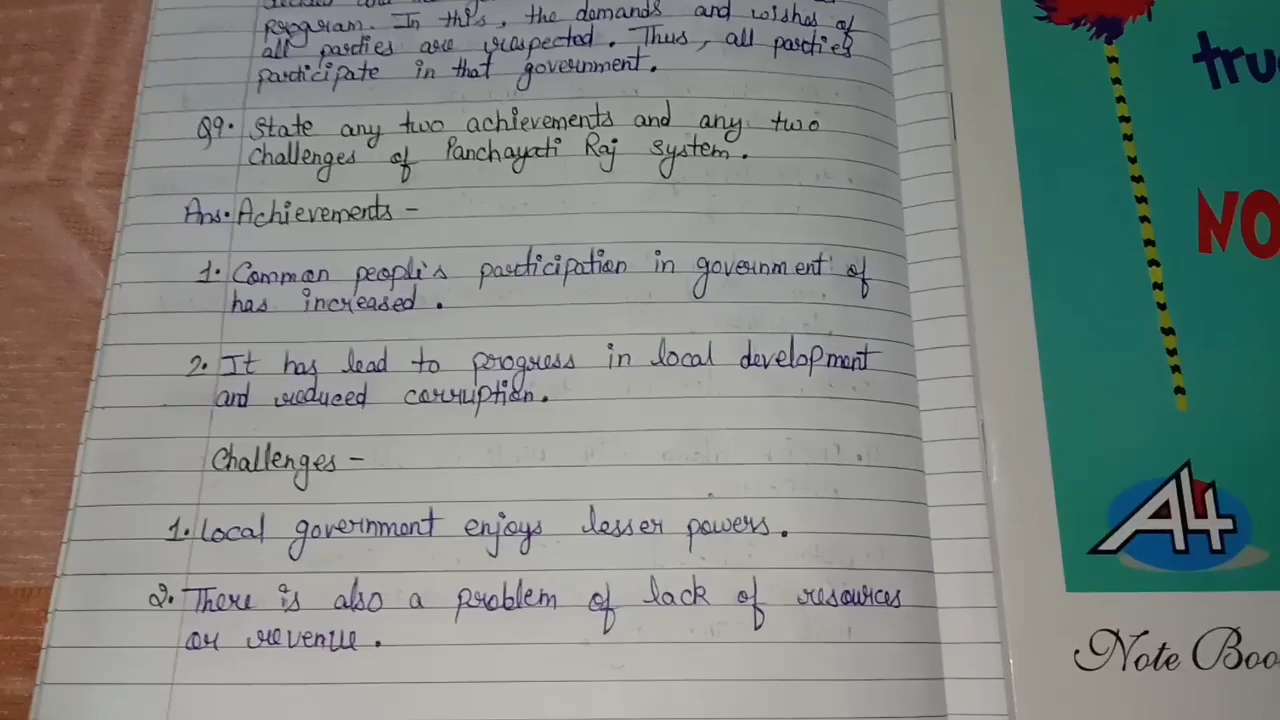 program. In this, the demands and wishes of
all parties are respected. Thus, all parties
participate in that government.
Q9. State any two achievements and any two
challenges of Panchayati Raj system.
Ans. Achievements -
1. Common people's participation in government of
has increased.
2. It has lead to progress in local development
and reduced corruption.
Challenges -
1. Local government enjoys lesser powers.
2. There is also a problem of lack of resources
or revenue.
NO
A4